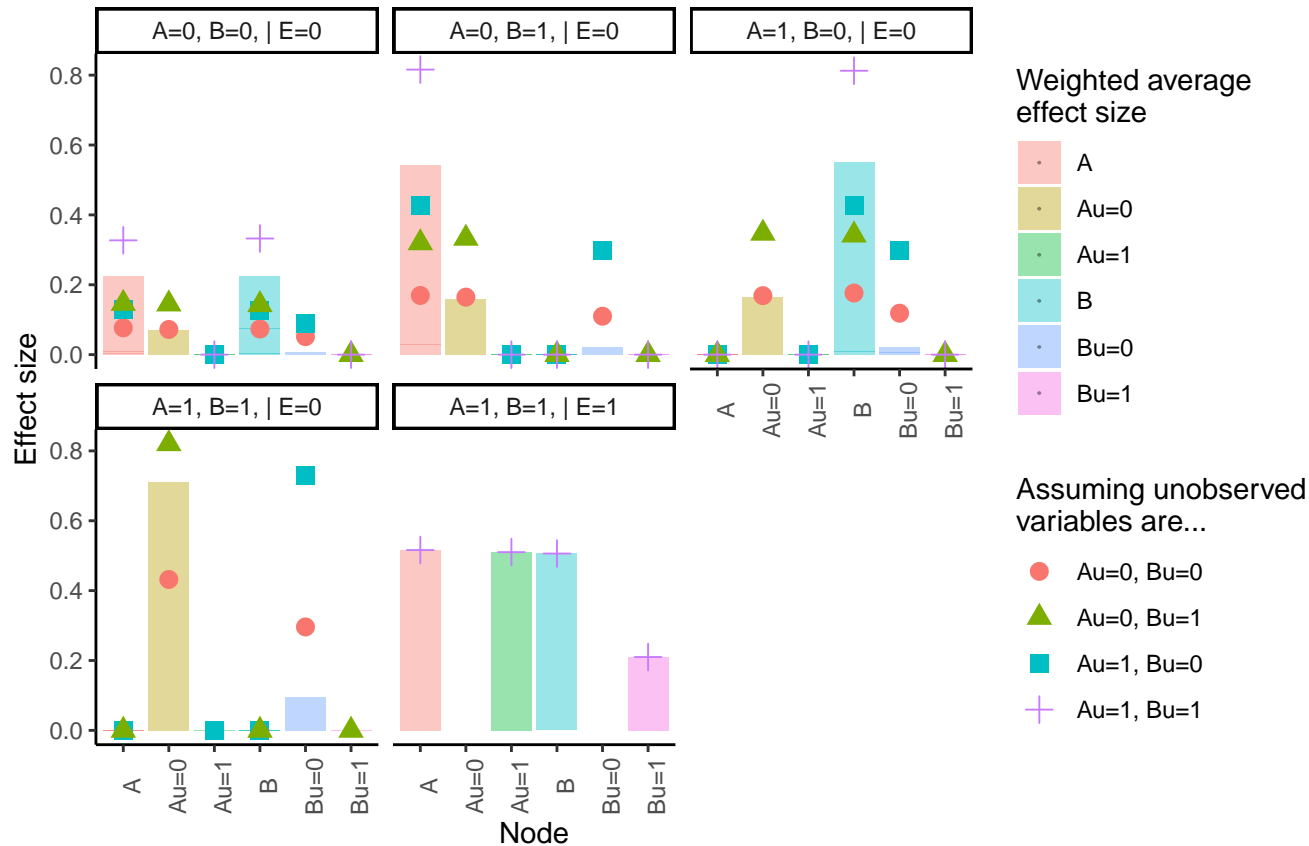 A=0, B=0, | E=0
A=0, B=1, | E=0
A=1, B=0, | E=0
0.8
0.6
0.4
0.2
0.0
A
Au=0
Au=1
B
Bu=0
Bu=1
A=1, B=1, | E=0
A=1, B=1, | E=1
0.8
0.6
0.4
0.2
0.0
A
Au=0
Au=1
B
Bu=0
Bu=1
A
Au=0
Au=1
B
Bu=0
Bu=1
Effect size
Node
Weighted average
effect size
A
Au=0
Au=1
B
Bu=0
Bu=1
Assuming unobserved
variables are...
Au=0, Bu=0
Au=0, Bu=1
Au=1, Bu=0
Au=1, Bu=1